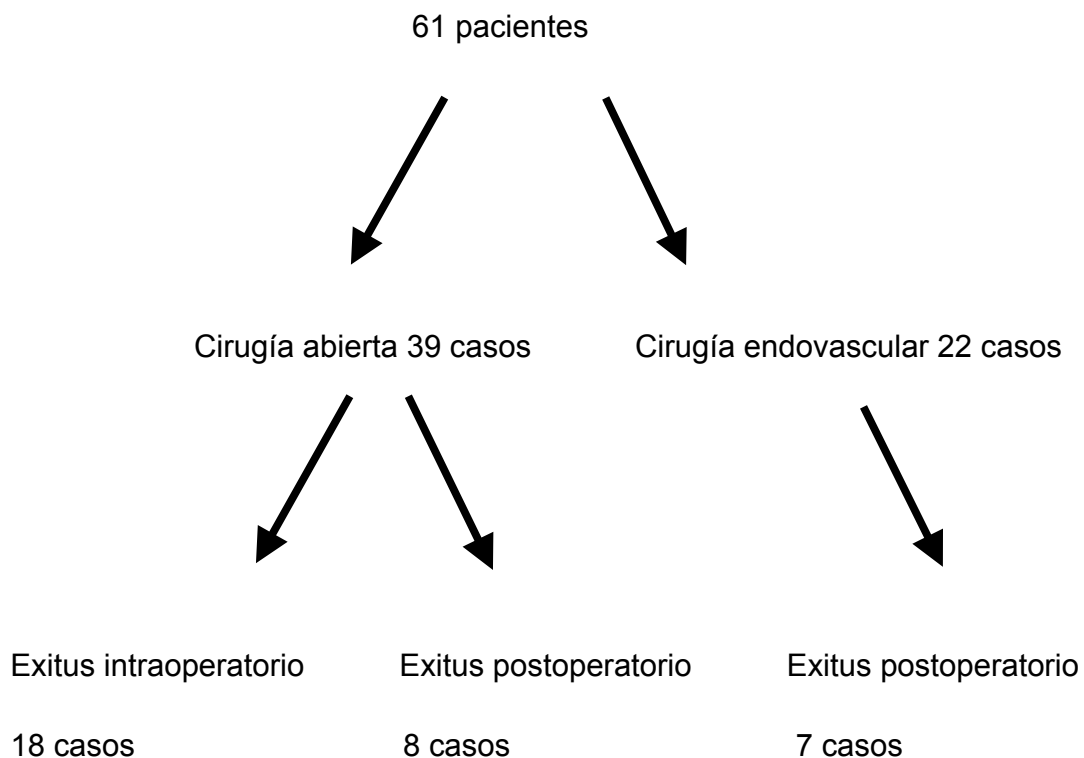 61 pacientes
Cirugía abierta 39 casos
Cirugía endovascular 22 casos
Exitus intraoperatorio
18 casos
Exitus postoperatorio
8 casos
Exitus postoperatorio
7 casos